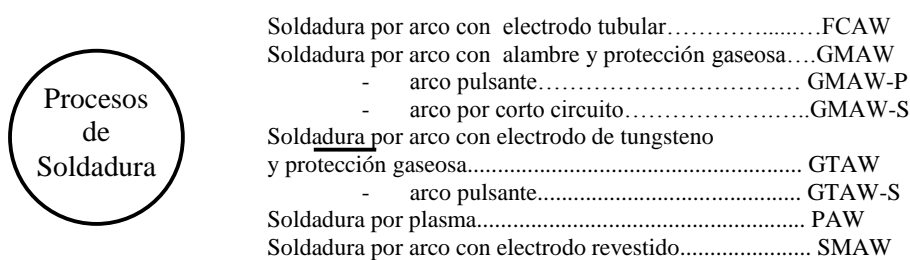 Procesos
de
Soldadura
Soldadura por arco con electrodo tubular…………......…FCAW
Soldadura por arco con alambre y protección gaseosa….GMAW
- arco pulsante…………………………… GMAW-P
- arco por corto circuito……………….…..GMAW-S
Soldadura por arco con electrodo de tungsteno
y protección gaseosa...................................................... GTAW
- arco pulsante.......................................... GTAW-S
Soldadura por plasma..................................................... PAW
Soldadura por arco con electrodo revestido..................... SMAW